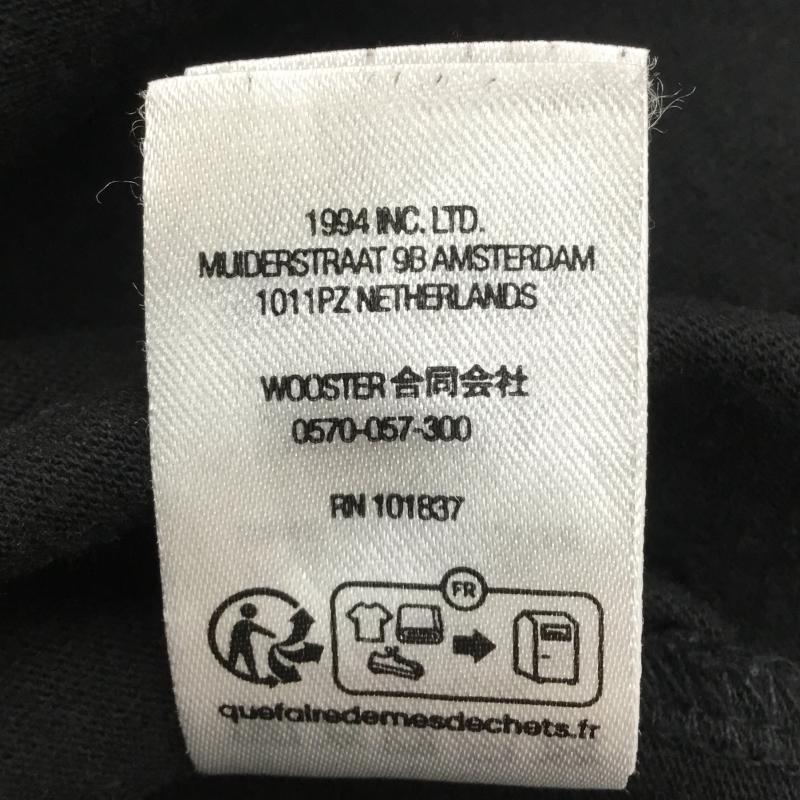 1994 INC. LTD.
MUIDERSTRAAT 9B AMSTERDAM
1011PZ NETHERLANDS
WOOSTER 合同会社
0570-057-300
RN 101837
FR
quefairedemesdechets.fr